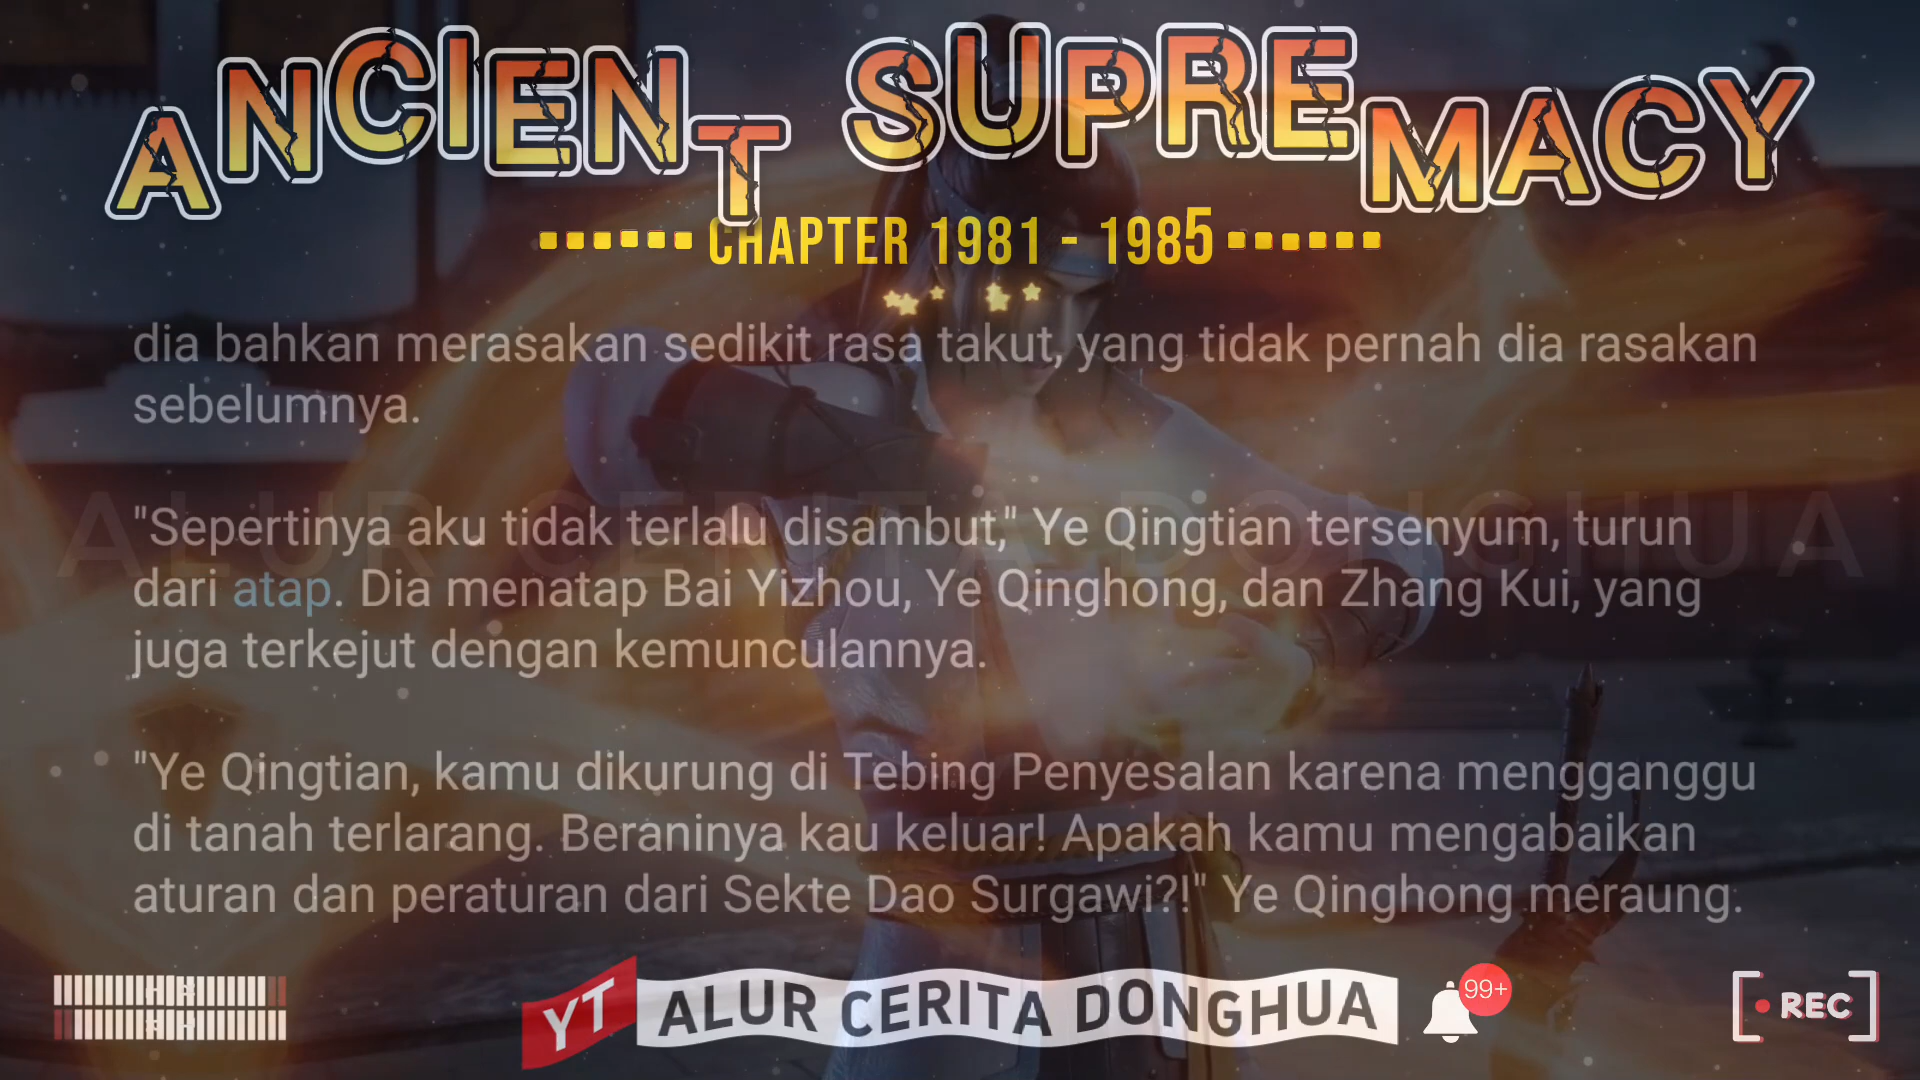 ANCIENT SUPREMACY
CHAPTER 1981 - 1985
dia bahkan merasakan sedikit rasa takut, yang tidak pernah dia rasakan
sebelumnya.
ALUR CERITA DONGHUA
"Sepertinya aku tidak terlalu disambut," Ye Qingtian tersenyum, turun
dari atap. Dia menatap Bai Yizhou, Ye Qinghong, dan Zhang Kui, yang
juga terkejut dengan kemunculannya.
"Ye Qingtian, kamu dikurung di Tebing Penyesalan karena mengganggu
di tanah terlarang. Beraninya kau keluar! Apakah kamu mengabaikan
aturan dan peraturan dari Sekte Dao Surgawi?!" Ye Qinghong meraung.
YT ALUR CERITA DONGHUA 99+
REC